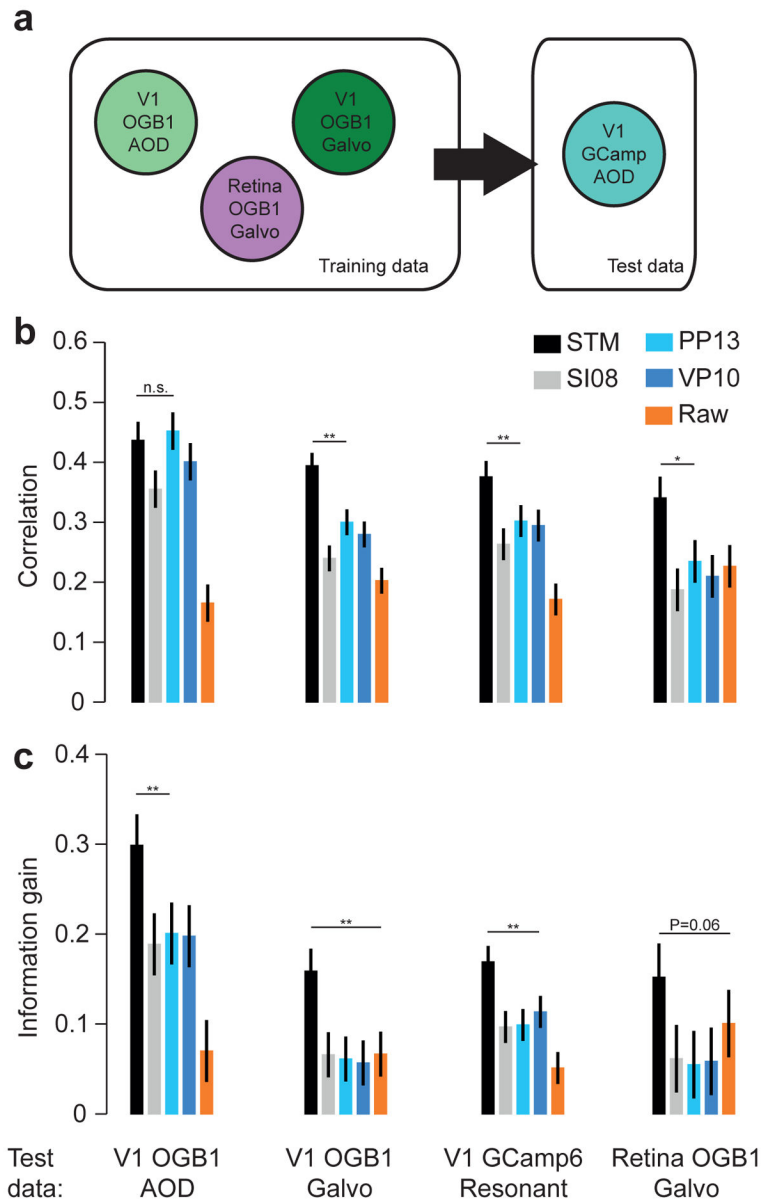 a
V1
OGB1
AOD
V1
OGB1
Galvo
Retina
OGB1
Galvo
Training data
V1
GCamp
AOD
Test data
b
Correlation
0.6
0.5
0.4
0.3
0.2
0.1
0
STM
SI08
PP13
VP10
Raw
n.s.
**
**
*
c
Information gain
0.4
0.3
0.2
0.1
0
**
**
**
P=0.06
Test data:
V1 OGB1
AOD
V1 OGB1
Galvo
V1 GCamp6
Resonant
Retina OGB1
Galvo